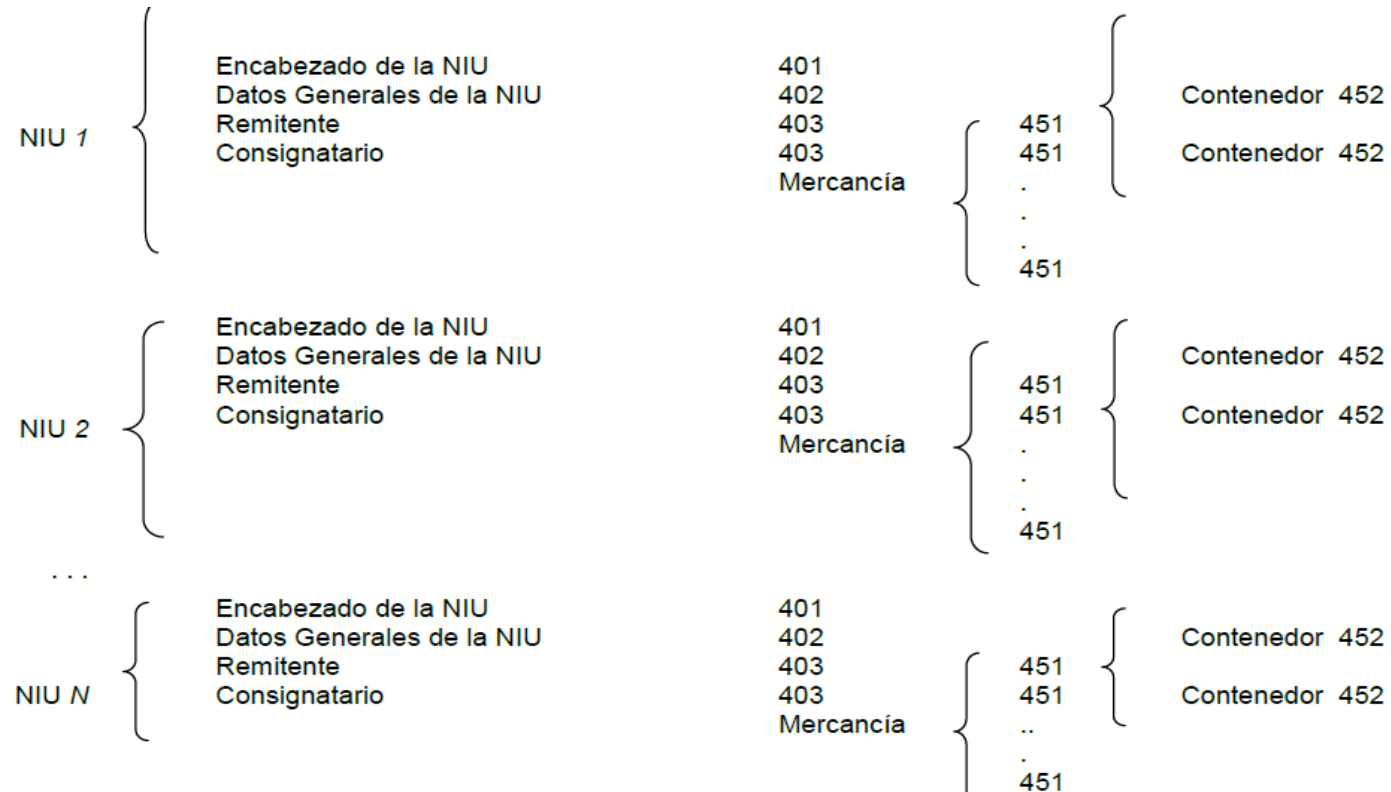 Encabezado de la NIU 401
Datos Generales de la NIU 402 Contenedor 452
NIU 1 Remitente 403 451
Consignatario 403 451 Contenedor 452
Mercancía .
.
.
451
Encabezado de la NIU 401
Datos Generales de la NIU 402 Contenedor 452
Remitente 403 451
NIU 2 Consignatario 403 451 Contenedor 452
Mercancía .
.
.
451
. . .
Encabezado de la NIU 401
Datos Generales de la NIU 402 Contenedor 452
Remitente 403 451
NIU N Consignatario 403 451 Contenedor 452
Mercancía ..
.
451